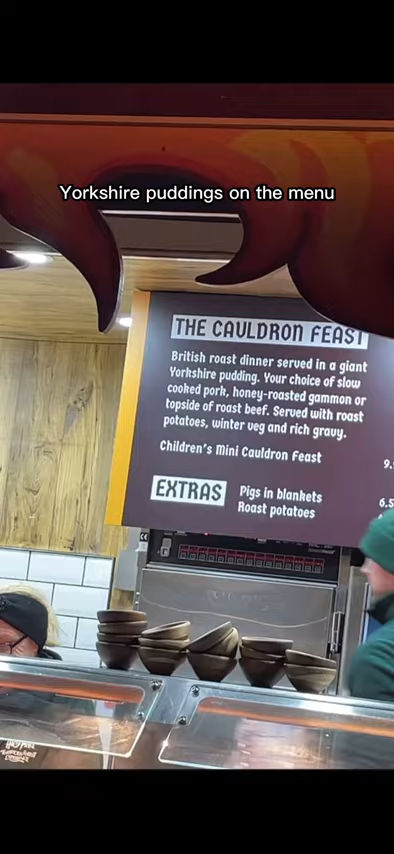 Yorkshire puddings on the menu
THE CAULDRON FEAST
British roast dinner served in a giant
Yorkshire pudding. Your choice of slow
cooked pork, honey-roasted gammon or
topside of roast beef. Served with roast
potatoes, winter veg and rich gravy.
Children's Mini Cauldron Feast
EXTRAS
Pigs in blankets
Roast potatoes